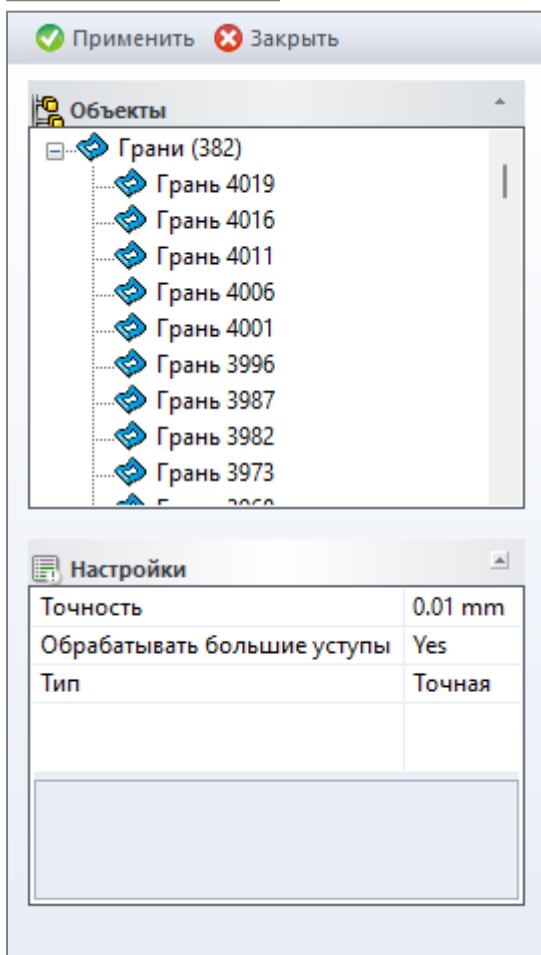 Применить Закрыть
Объекты
Грани (382)
Грань 4019
Грань 4016
Грань 4011
Грань 4006
Грань 4001
Грань 3996
Грань 3987
Грань 3982
Грань 3973
Настройки
Точность 0.01 mm
Обрабатывать большие уступы Yes
Тип Точная